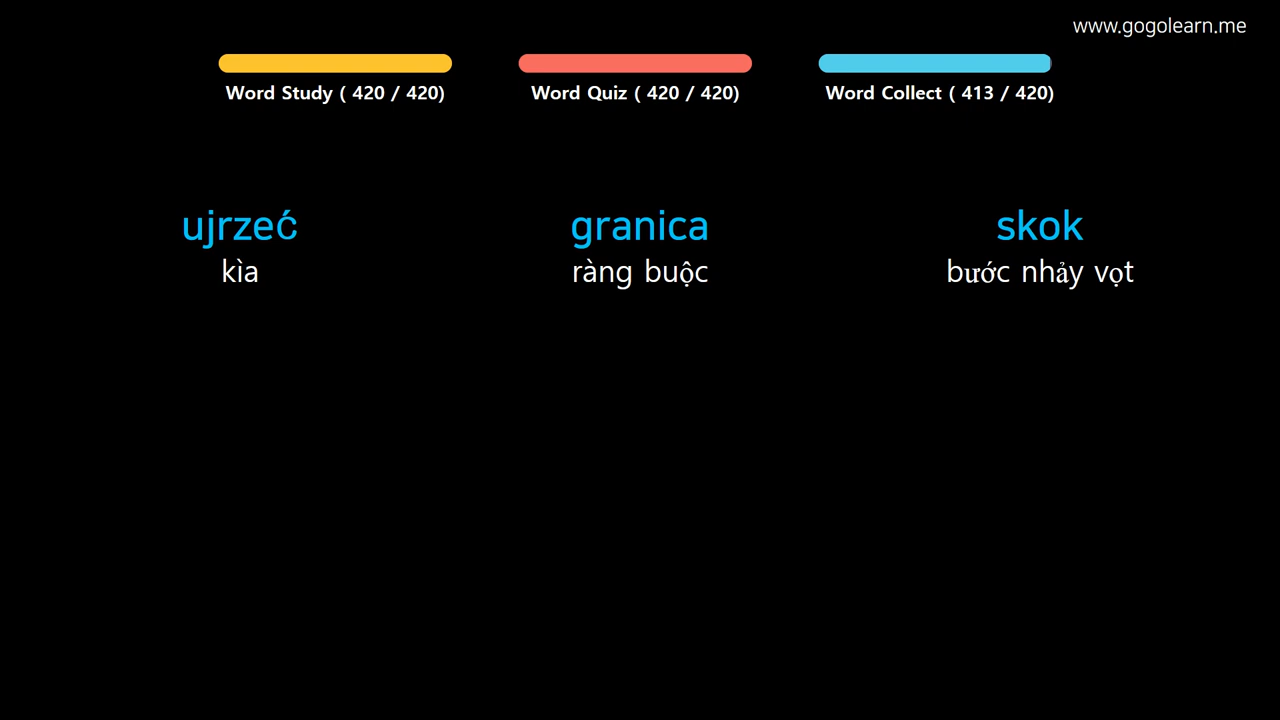 www.gogolearn.me
Word Study ( 420 / 420)
Word Quiz ( 420 / 420)
Word Collect ( 413 / 420)
ujrzeć
kìa
granica
ràng buộc
skok
bước nhảy vọt